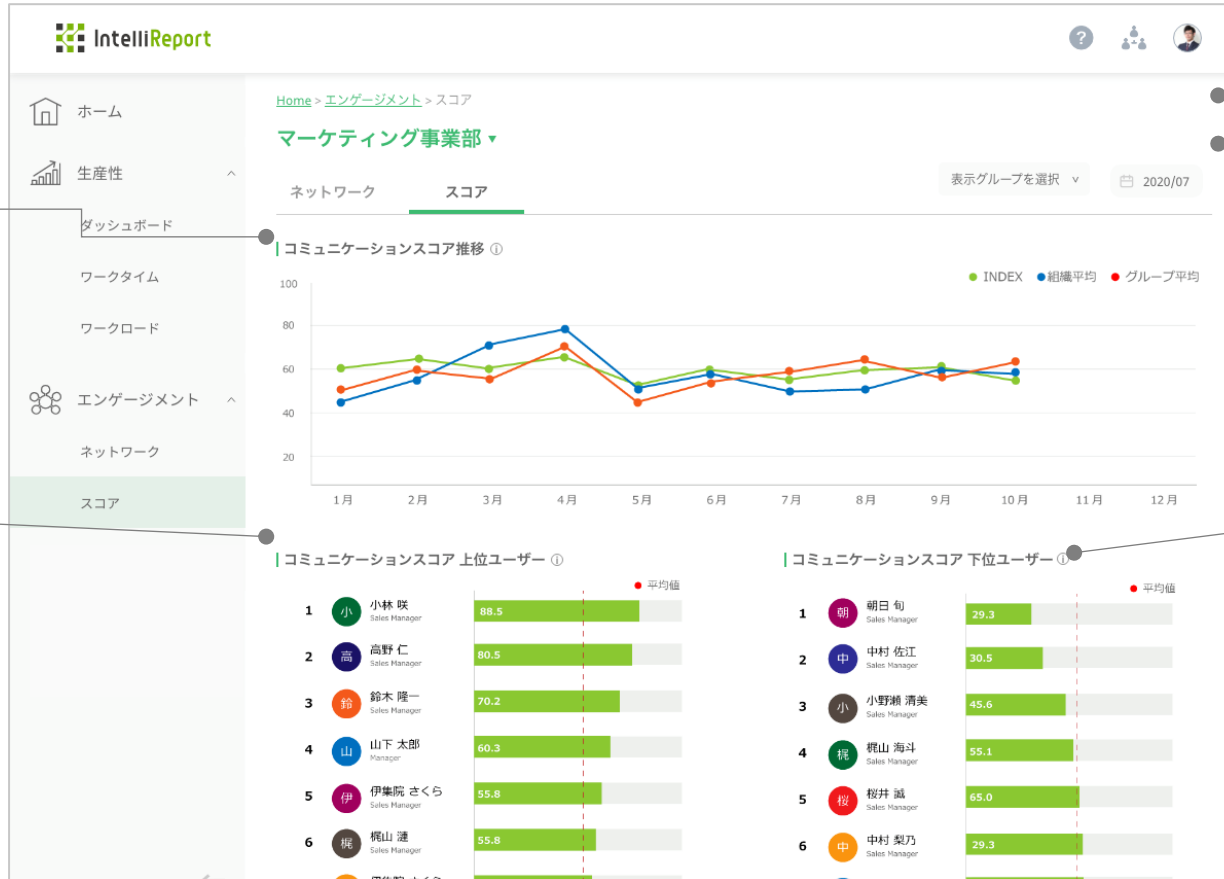 IntelliReport
?
ホーム
生産性
ダッシュボード
ワークタイム
ワークロード
エンゲージメント
ネットワーク
スコア
Home > エンゲージメント > スコア
マーケティング事業部 ▾
ネットワーク スコア
表示グループを選択 ∨ 2020/07
コミュニケーションスコア推移 ⓘ
INDEX 組織平均 グループ平均
100
80
60
40
20
1月 2月 3月 4月 5月 6月 7月 8月 9月 10月 11月 12月
コミュニケーションスコア 上位ユーザー ⓘ
平均値
1 小 小林 咲 88.5
Sales Manager
2 高 高野 仁 80.5
Sales Manager
3 鈴 鈴木 隆一 70.2
Sales Manager
4 山 山下 太郎 60.3
Manager
5 伊 伊集院 さくら 55.8
Sales Manager
6 梶 梶山 漣 55.8
Sales Manager
コミュニケーションスコア 下位ユーザー ⓘ
平均値
1 朝 朝日 旬 29.3
Sales Manager
2 中 中村 佐江 30.5
Sales Manager
3 小 小野瀬 清美 45.6
Sales Manager
4 梶 梶山 海斗 55.1
Sales Manager
5 桜 桜井 誠 65.0
Sales Manager
6 中 中村 梨乃 29.3
Sales Manager